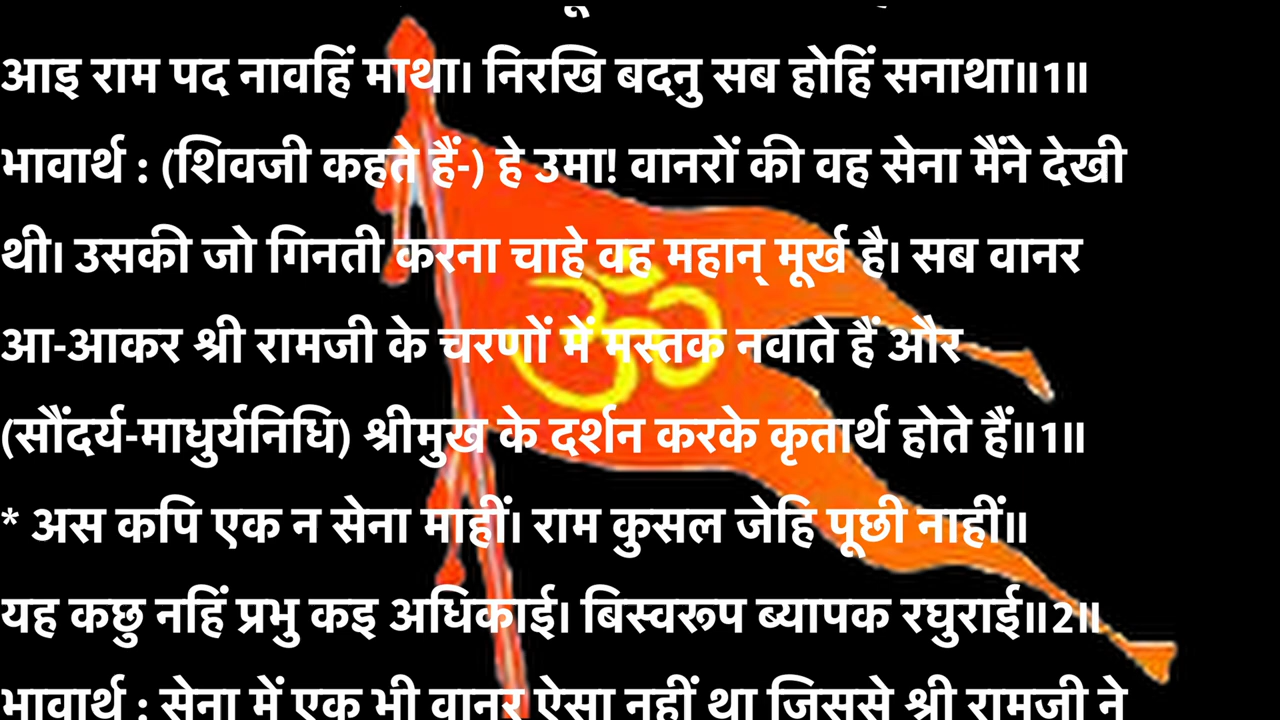 आइ राम पद नावहिं माथा। निरखि बदनु सब होहिं सनाथा॥1॥
भावार्थ : (शिवजी कहते हैं-) हे उमा! वानरों की वह सेना मैंने देखी
थी। उसकी जो गिनती करना चाहे वह महान् मूर्ख है। सब वानर
आ-आकर श्री रामजी के चरणों में मस्तक नवाते हैं और
(सौंदर्य-माधुर्यनिधि) श्रीमुख के दर्शन करके कृतार्थ होते हैं॥1॥
* अस कपि एक न सेना माहीं। राम कुसल जेहि पूछी नाहीं॥
यह कछु नहिं प्रभु कइ अधिकाई। बिस्वरूप ब्यापक रघुराई॥2॥
भावार्थ : सेना में एक भी वानर ऐसा नहीं था जिससे श्री रामजी ने
ॐ